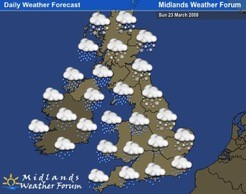 Daily Weather Forecast
Midlands Weather Forum
Sun 23 March 2008
Midlands
Weather Forum